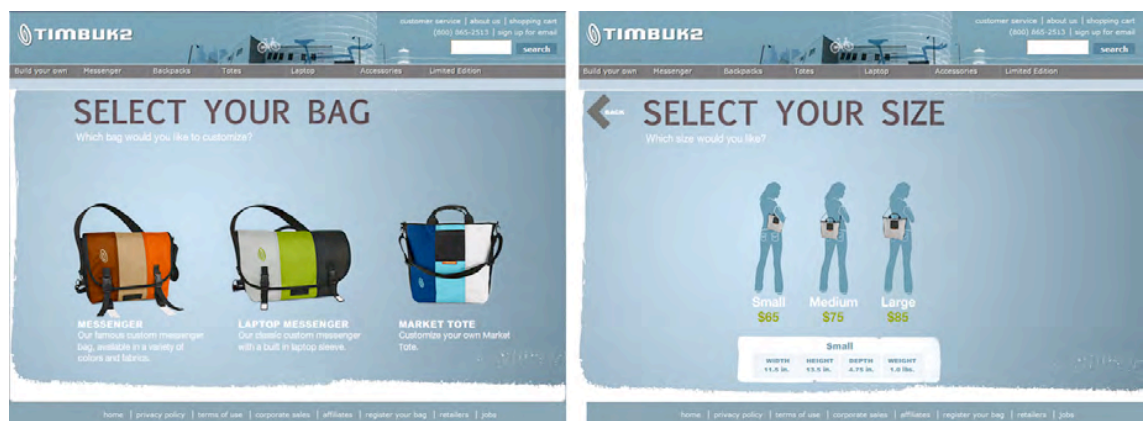 TIMBUK2
customer service | about us | shopping cart
(800) 865-2513 | sign up for email
search
Build your own Messenger Backpacks Totes Laptop Accessories Limited Edition
SELECT YOUR BAG
Which bag would you like to customize?
MESSENGER
Our famous custom messenger
bag, available in a variety of
colors and fabrics.
LAPTOP MESSENGER
Our classic custom messenger
with a built in laptop sleeve.
MARKET TOTE
Customize your own Market
Tote.
home | privacy policy | terms of use | corporate sales | affiliates | register your bag | retailers | jobs
TIMBUK2
customer service | about us | shopping cart
(800) 865-2513 | sign up for email
search
Build your own Messenger Backpacks Totes Laptop Accessories Limited Edition
BACK
SELECT YOUR SIZE
Which size would you like?
Small Medium Large
$65 $75 $85
Small
WIDTH HEIGHT DEPTH WEIGHT
11.5 in. 13.5 in. 4.75 in. 1.0 lbs.
home | privacy policy | terms of use | corporate sales | affiliates | register your bag | retailers | jobs